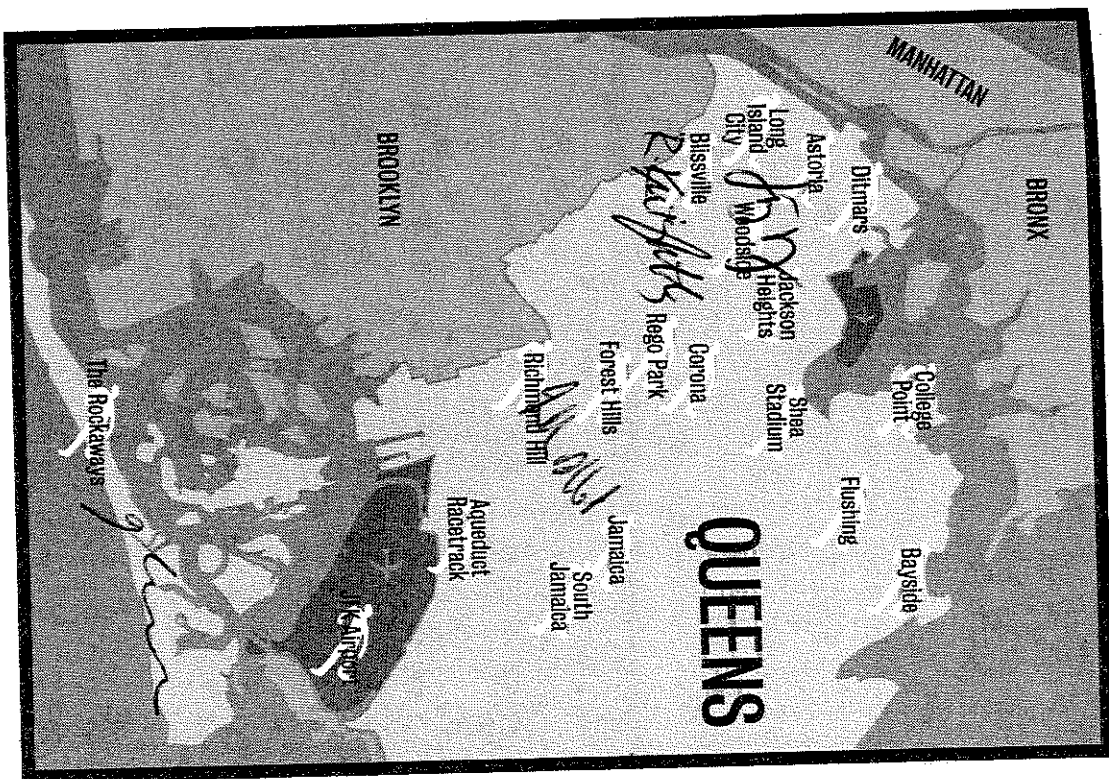 MANHATTAN
BRONX
Ditmars
Astoria
Long
Island
City
Blissville
Woodside
Jackson
Heights
College
Point
Shea
Stadium
Corona
Rego Park
Forest Hills
Richmond Hill
Flushing
Bayside
QUEENS
Jamaica
South
Jamaica
Aqueduct
Racetrack
JFK Airport
BROOKLYN
The Rockaways